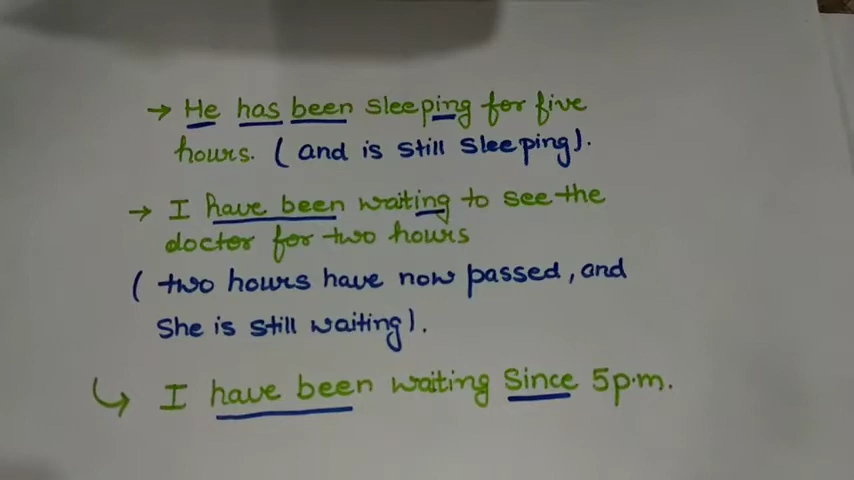 → He has been sleeping for five
hours. (and is still sleeping).
→ I have been waiting to see the
doctor for two hours
(two hours have now passed, and
She is still waiting).
↳ I have been waiting Since 5p.m.